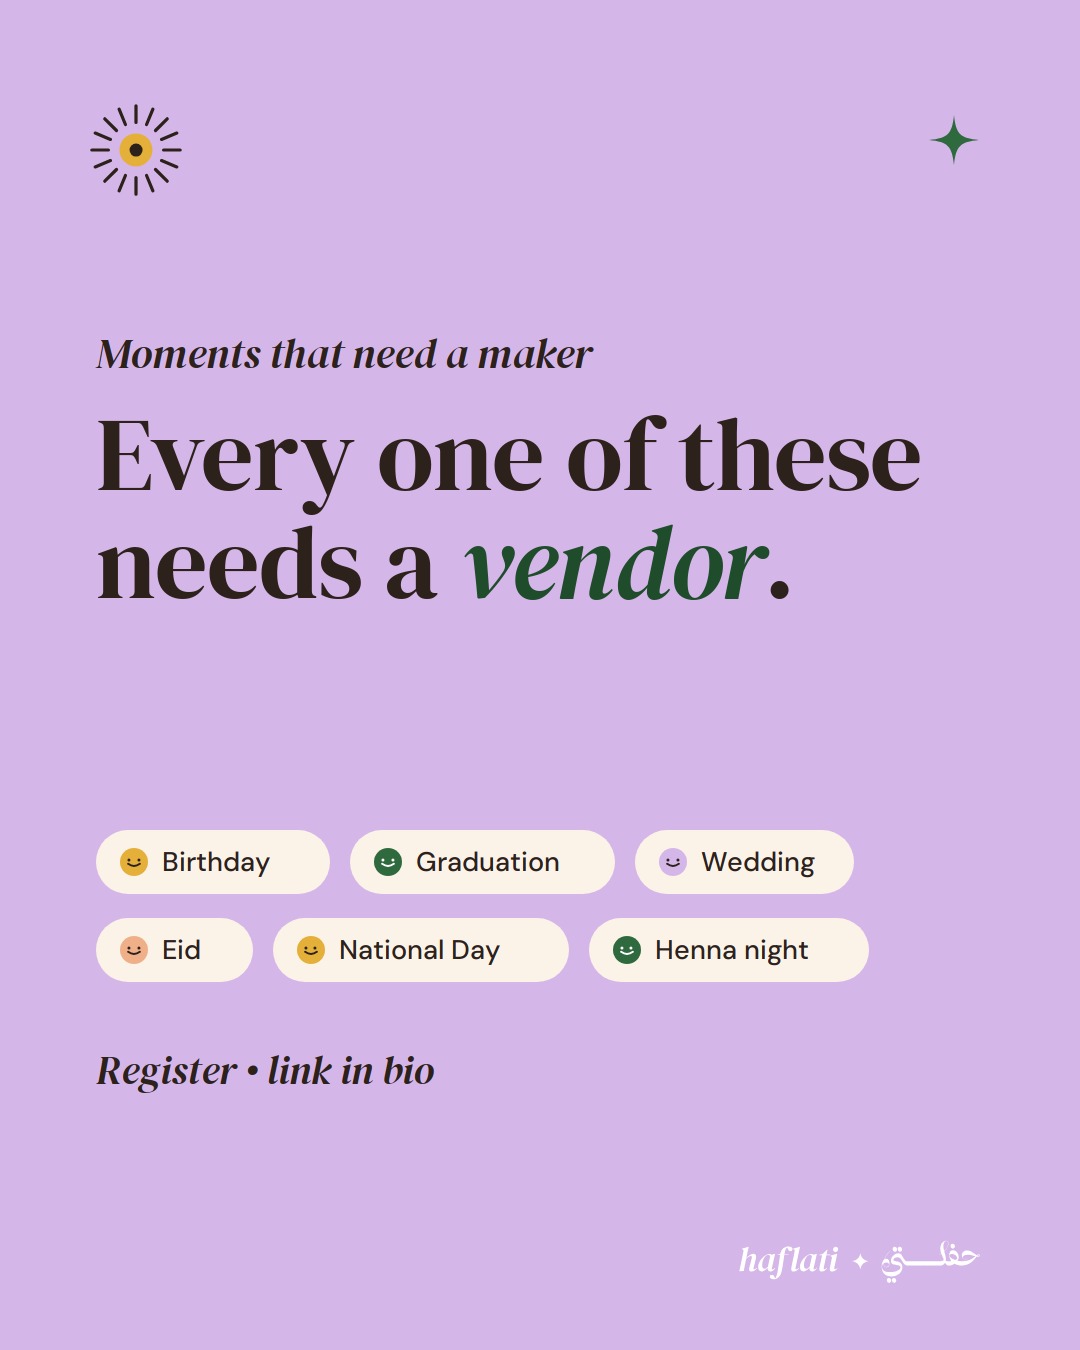 Moments that need a maker
Every one of these
needs a vendor.
Birthday
Graduation
Wedding
Eid
National Day
Henna night
Register • link in bio
haflati ✦ حفلتي